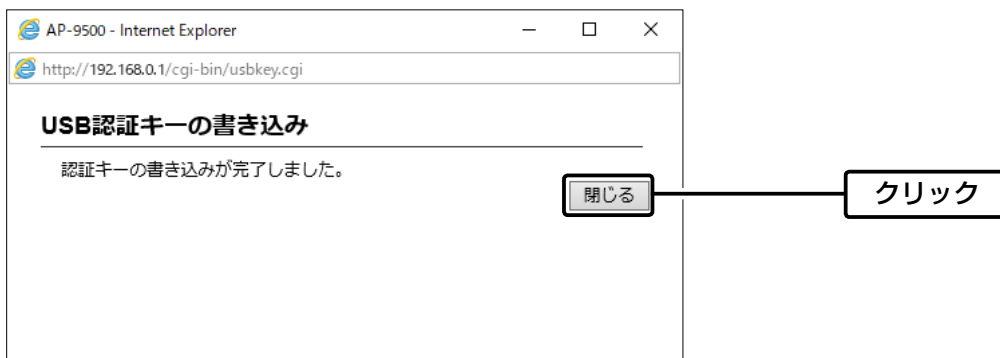 AP-9500 - Internet Explorer
http://192.168.0.1/cgi-bin/usbkey.cgi
USB認証キーの書き込み
認証キーの書き込みが完了しました。
閉じる
クリック